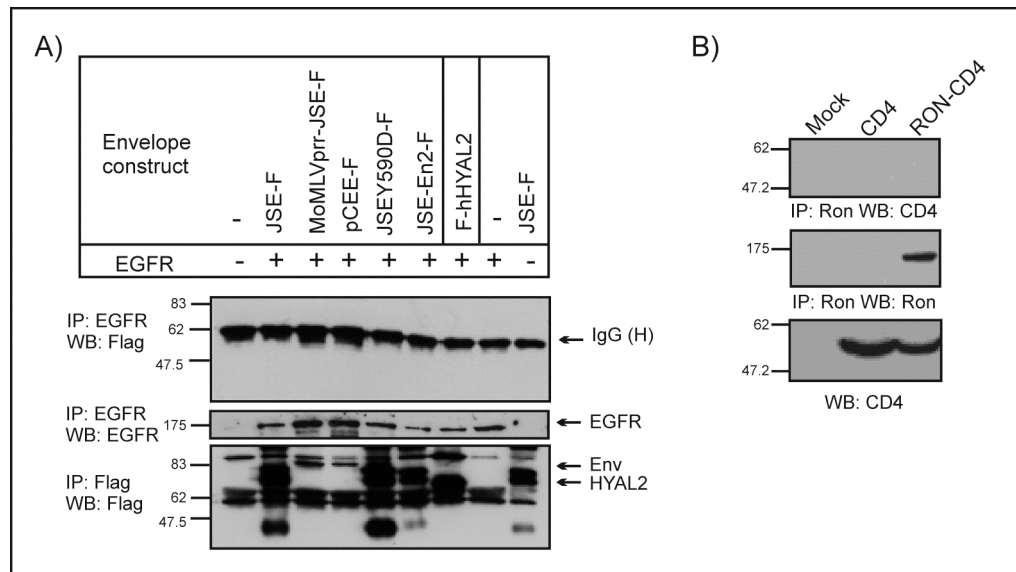 A)
Envelope
construct
-
JSE-F
MoMLVprr-JSE-F
pCEE-F
JSEY590D-F
JSE-En2-F
F-hHYAL2
-
JSE-F
EGFR - + + + + + + + -
IP: EGFR
WB: Flag
83
62
47.5
IgG (H)
IP: EGFR
WB: EGFR
175
EGFR
IP: Flag
WB: Flag
83
62
47.5
Env
HYAL2
B)
Mock
CD4
RON-CD4
62
47.2
IP: Ron WB: CD4
175
IP: Ron WB: Ron
62
47.2
WB: CD4